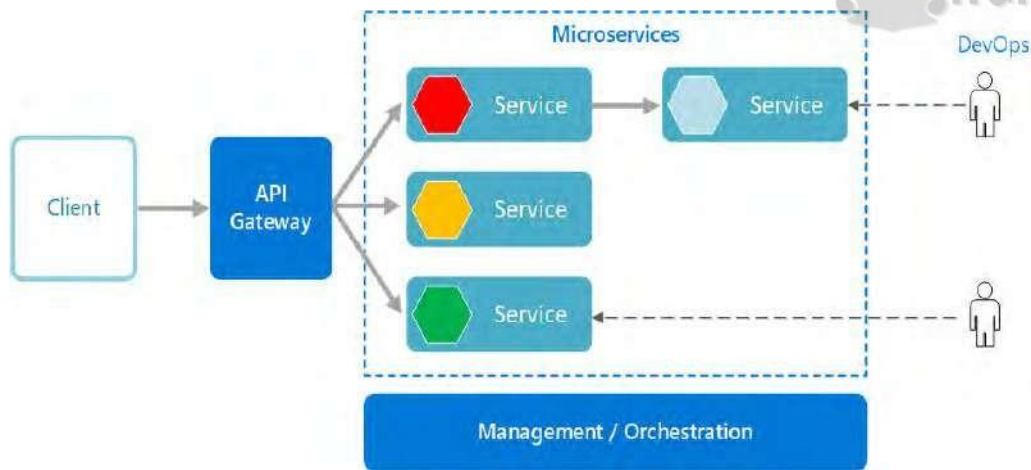 Microservices
DevOps
Service
Service
Client
API
Gateway
Service
Service
Management / Orchestration